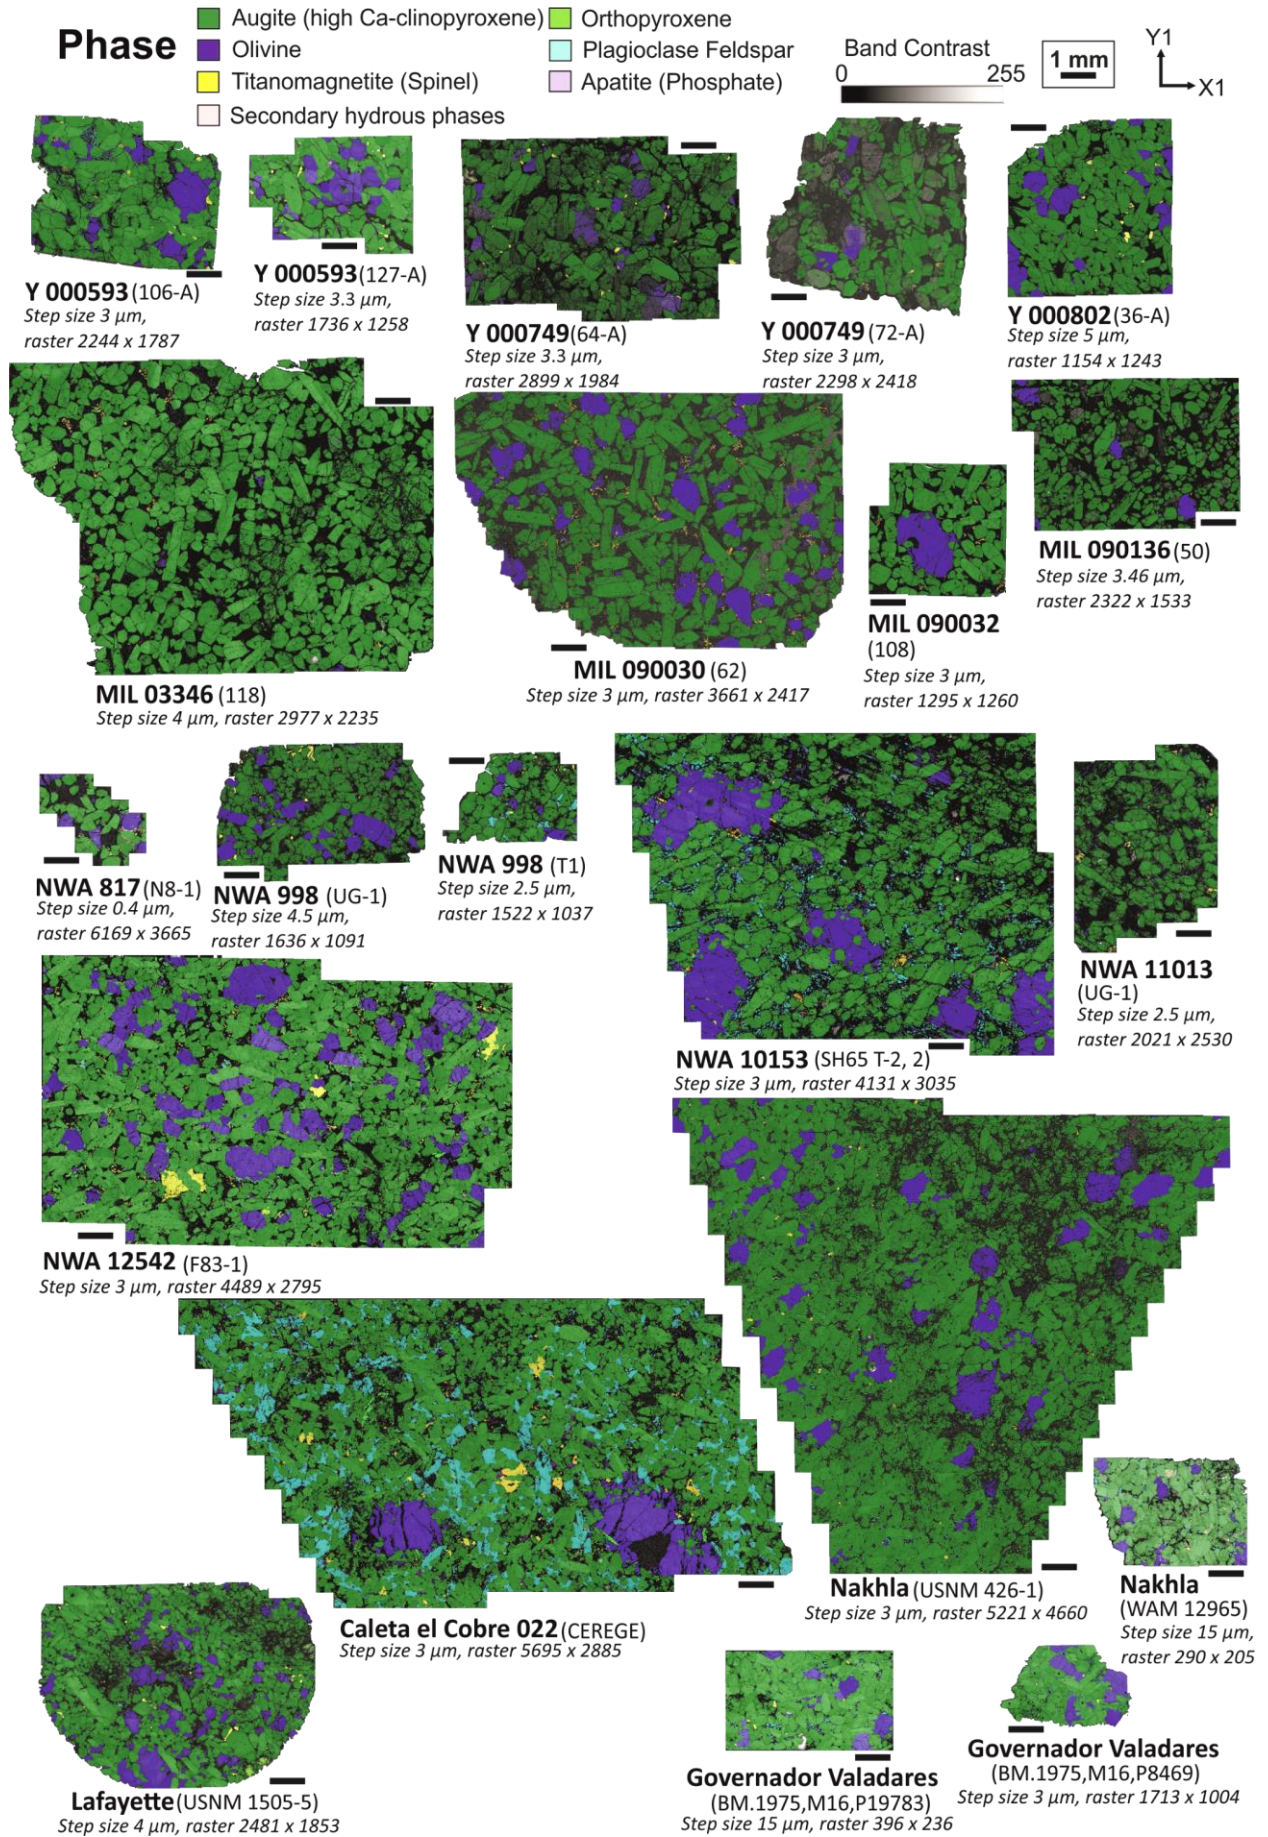 Phase
Augite (high Ca-clinopyroxene)
Orthopyroxene
Olivine
Plagioclase Feldspar
Titanomagnetite (Spinel)
Apatite (Phosphate)
Secondary hydrous phases
Band Contrast
0 255
1 mm
Y1
X1
Y 000593 (106-A)
Step size 3 µm,
raster 2244 x 1787
Y 000593 (127-A)
Step size 3.3 µm,
raster 1736 x 1258
Y 000749 (64-A)
Step size 3.3 µm,
raster 2899 x 1984
Y 000749 (72-A)
Step size 3 µm,
raster 2298 x 2418
Y 000802 (36-A)
Step size 5 µm,
raster 1154 x 1243
MIL 03346 (118)
Step size 4 µm, raster 2977 x 2235
MIL 090030 (62)
Step size 3 µm, raster 3661 x 2417
MIL 090032
(108)
Step size 3 µm,
raster 1295 x 1260
MIL 090136 (50)
Step size 3.46 µm,
raster 2322 x 1533
NWA 817 (N8-1)
Step size 0.4 µm,
raster 6169 x 3665
NWA 998 (UG-1)
Step size 4.5 µm,
raster 1636 x 1091
NWA 998 (T1)
Step size 2.5 µm,
raster 1522 x 1037
NWA 10153 (SH65 T-2, 2)
Step size 3 µm, raster 4131 x 3035
NWA 11013
(UG-1)
Step size 2.5 µm,
raster 2021 x 2530
NWA 12542 (F83-1)
Step size 3 µm, raster 4489 x 2795
Caleta el Cobre 022 (CEREGE)
Step size 3 µm, raster 5695 x 2885
Nakhla (USNM 426-1)
Step size 3 µm, raster 5221 x 4660
Nakhla
(WAM 12965)
Step size 15 µm,
raster 290 x 205
Lafayette (USNM 1505-5)
Step size 4 µm, raster 2481 x 1853
Governador Valadares
(BM.1975,M16,P19783)
Step size 15 µm, raster 396 x 236
Governador Valadares
(BM.1975,M16,P8469)
Step size 3 µm, raster 1713 x 1004